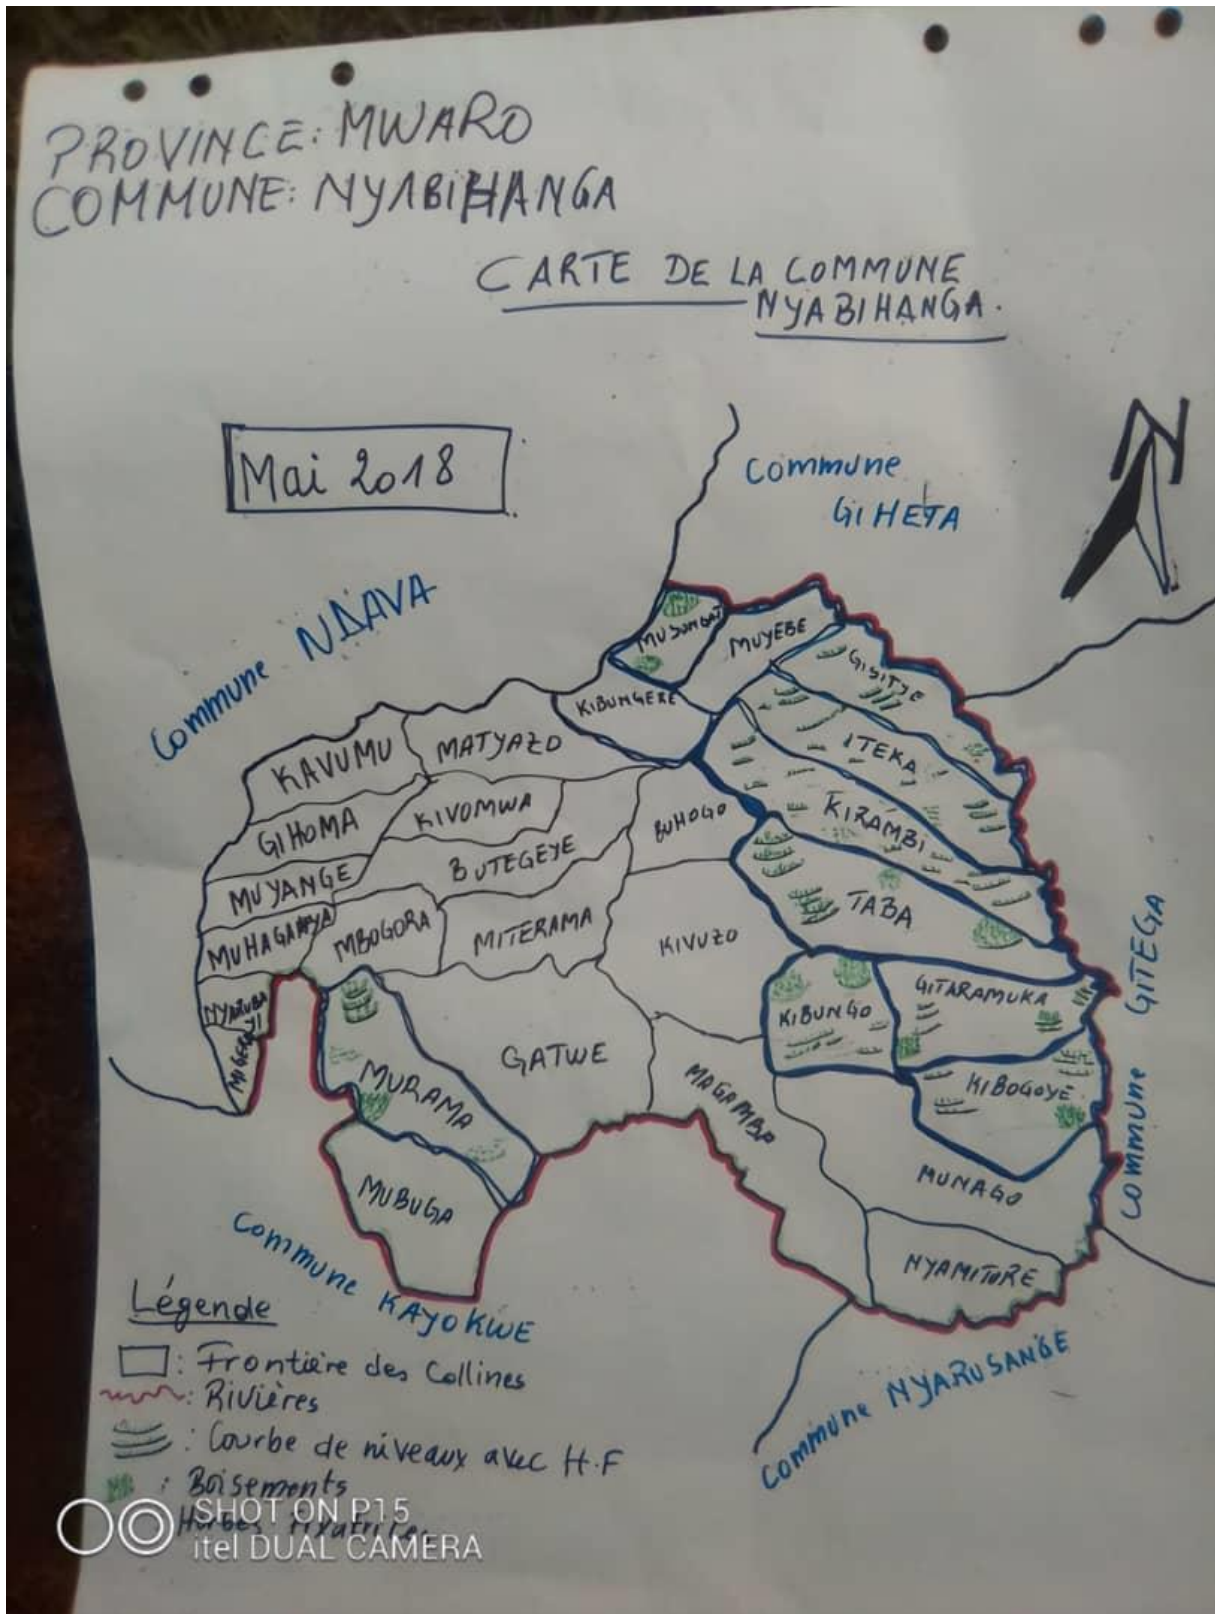 PROVINCE: MWARO
COMMUNE: NYABIHANGA
CARTE DE LA COMMUNE
NYABIHANGA.
Mai 2018
Commune
GIHETA
N
Commune NDAVA
MUYEBE
GISITYE
KIBUNGERE
KAVUMU
MATYAZO
ITEKA
GIHOMA
KIVOMWA
BUHOGO
KIRAMBI
MUYANGE
BUTEGEYE
TABA
MBOGORA
MITERAMA
KIVUZO
KIBUNGO
GITARAMUKA
Commune GITEGA
MURAMA
GATWE
MAGAMBA
KIBOGOYE
MUBUGA
MUNAGO
NYAMITORE
Commune KAYOKWE
Commune NYARUSANGE
Légende
: Frontière des Collines
: Rivières
: Courbe de niveaux avec H.F
: Boisements
SHOT ON P15
itel DUAL CAMERA